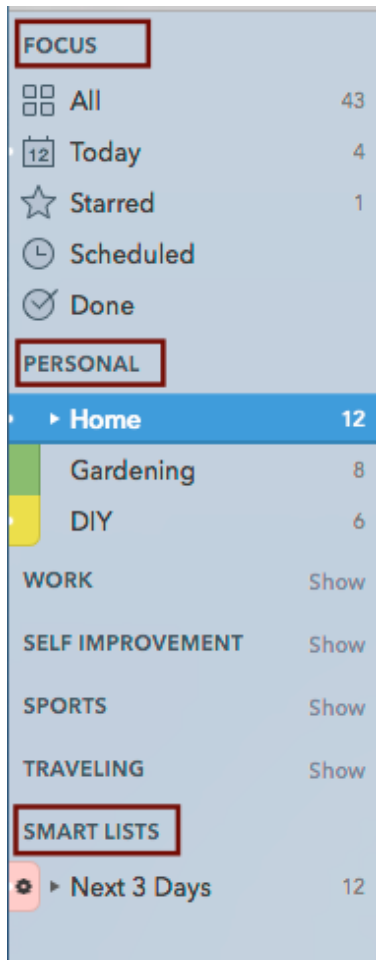 FOCUS
All 43
12 Today 4
Starred 1
Scheduled
Done
PERSONAL
Home 12
Gardening 8
DIY 6
WORK Show
SELF IMPROVEMENT Show
SPORTS Show
TRAVELING Show
SMART LISTS
Next 3 Days 12